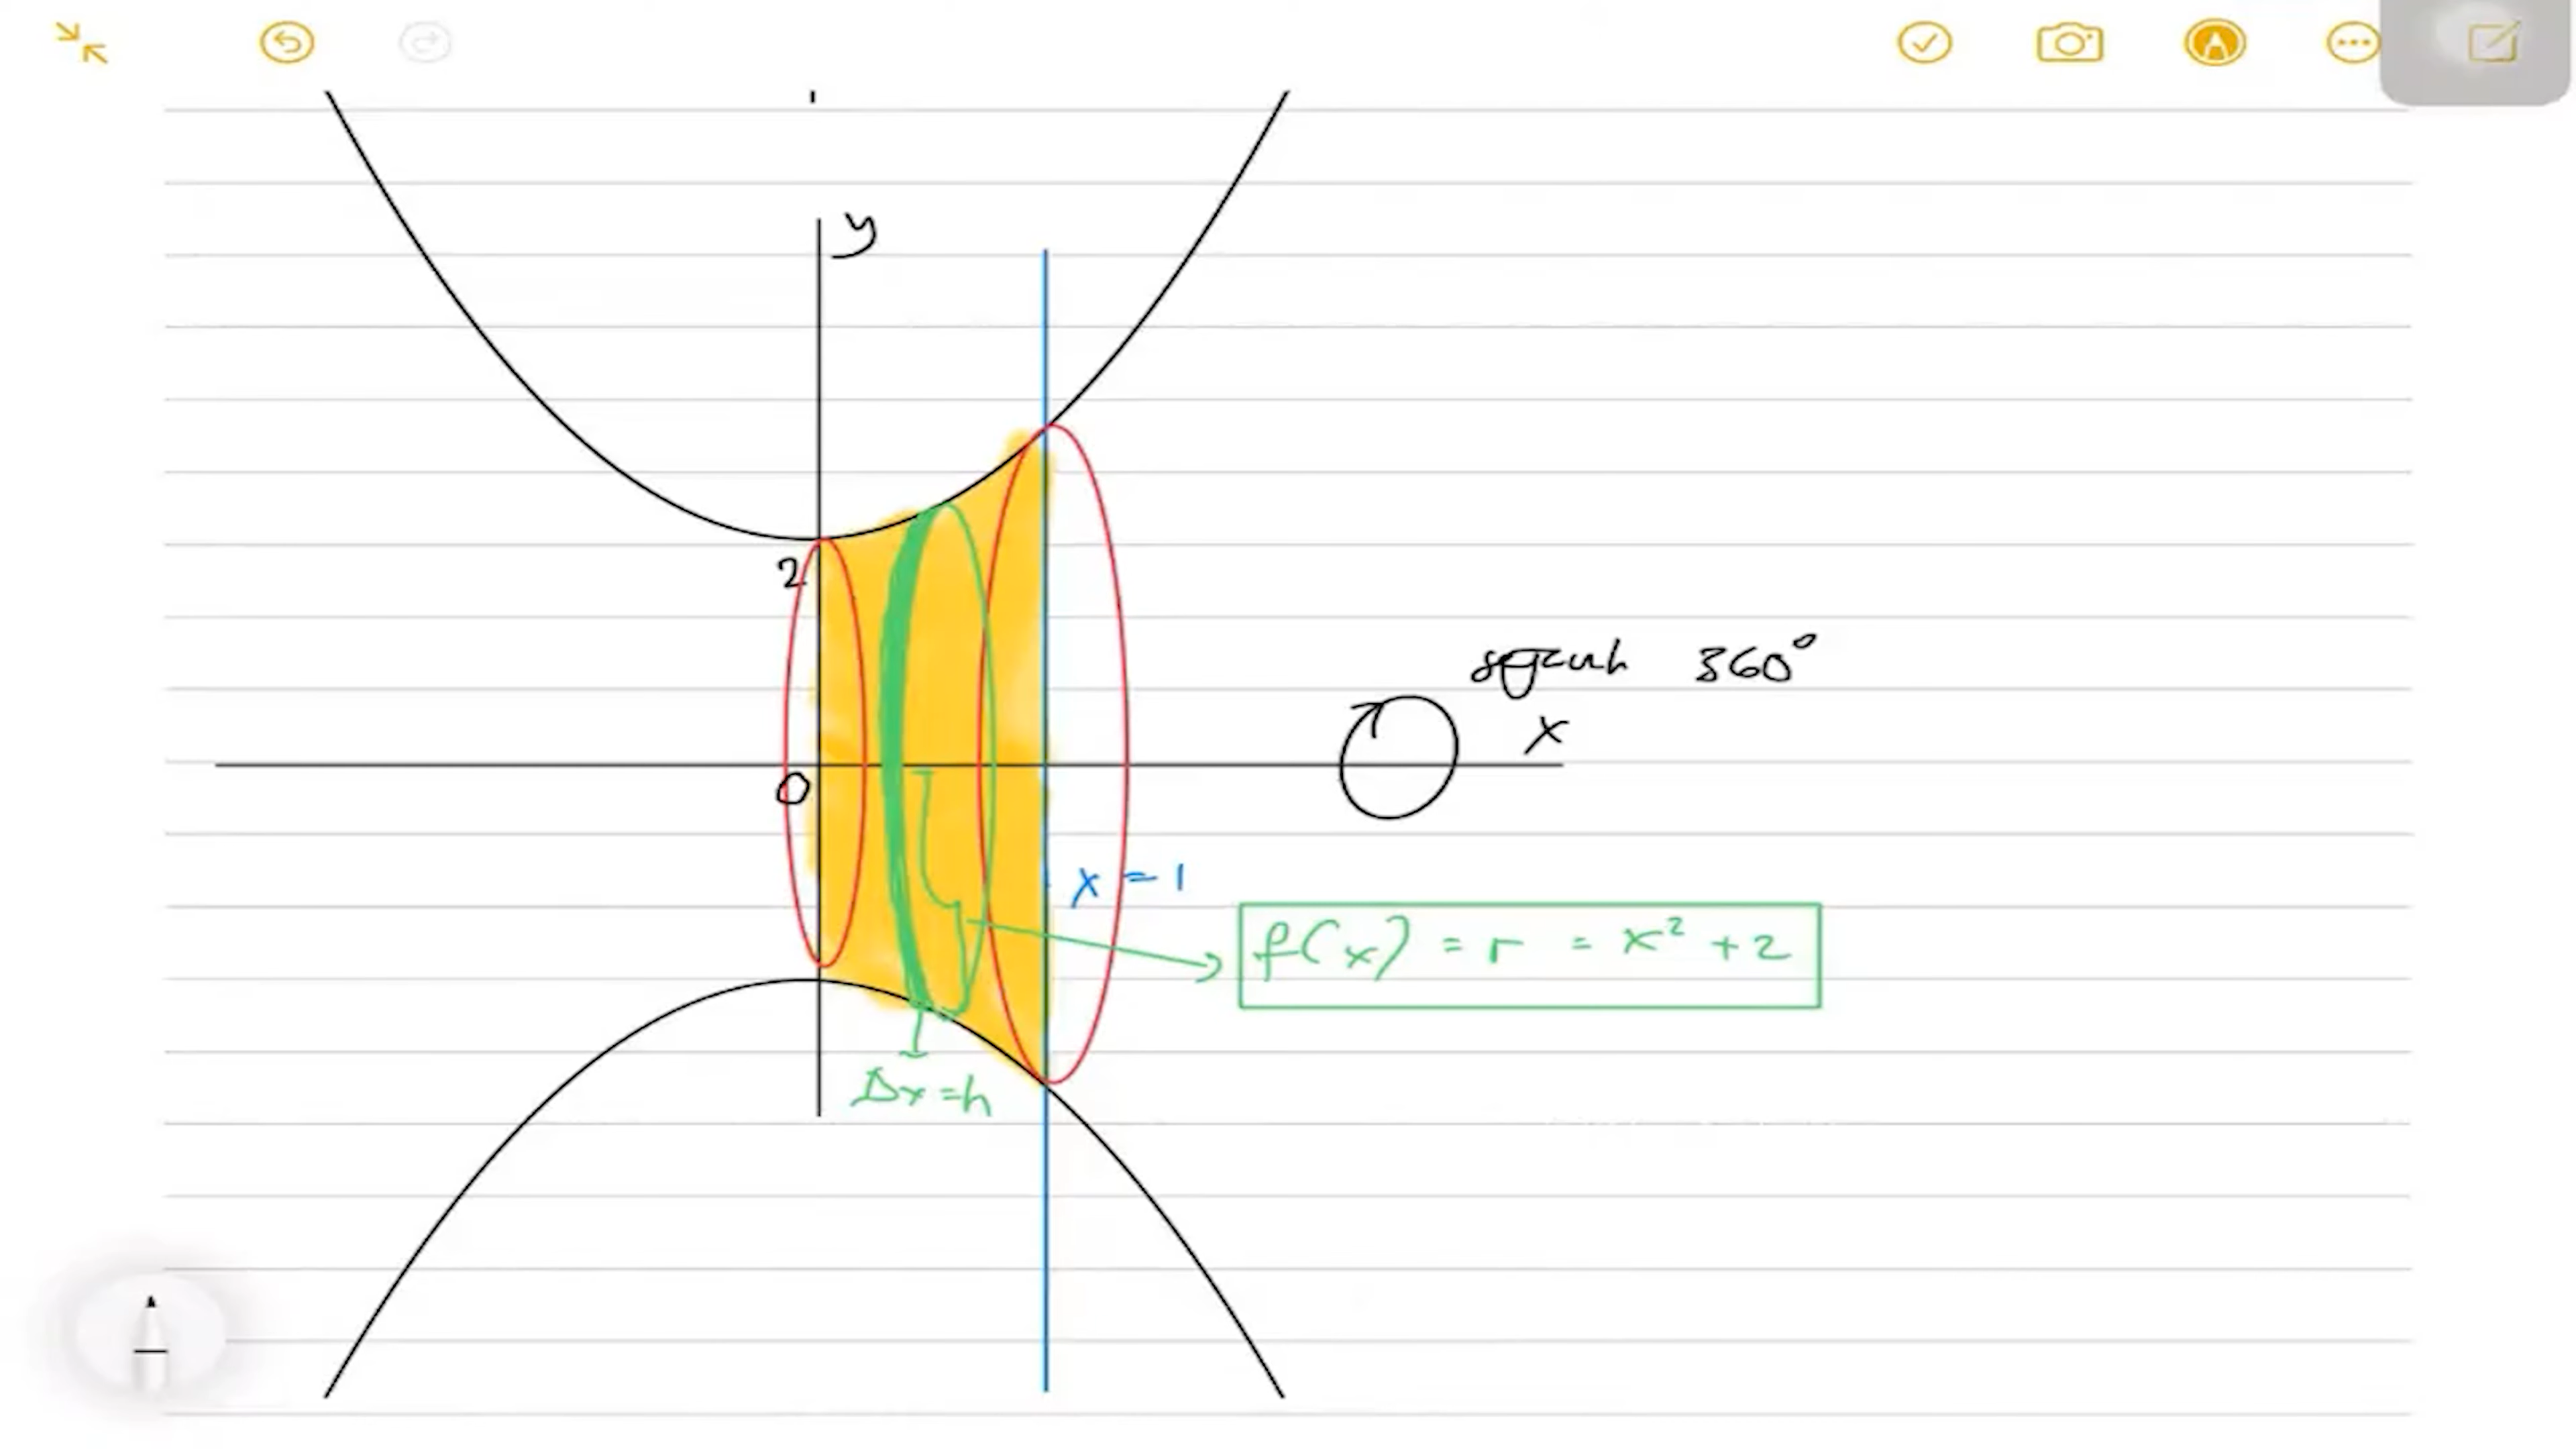 y
2
sejauh 360°
x
0
x = 1
f(x) = r = x² + 2
Δx = h